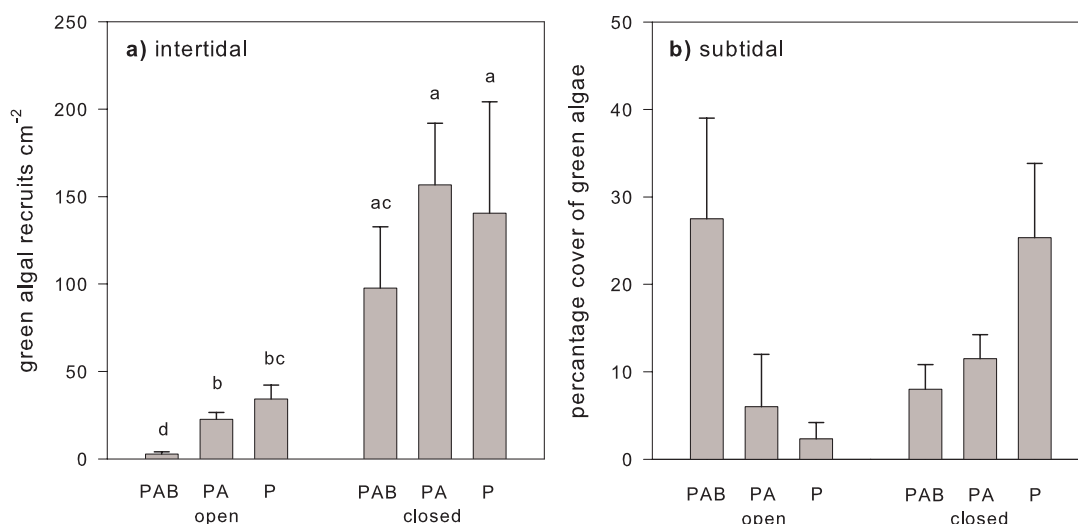 a) intertidal
green algal recruits cm-2
250
200
150
100
50
0
d
b
bc
ac
a
a
PAB PA P PAB PA P
open closed
b) subtidal
percantage cover of green algae
50
40
30
20
10
0
PAB PA P PAB PA P
open closed